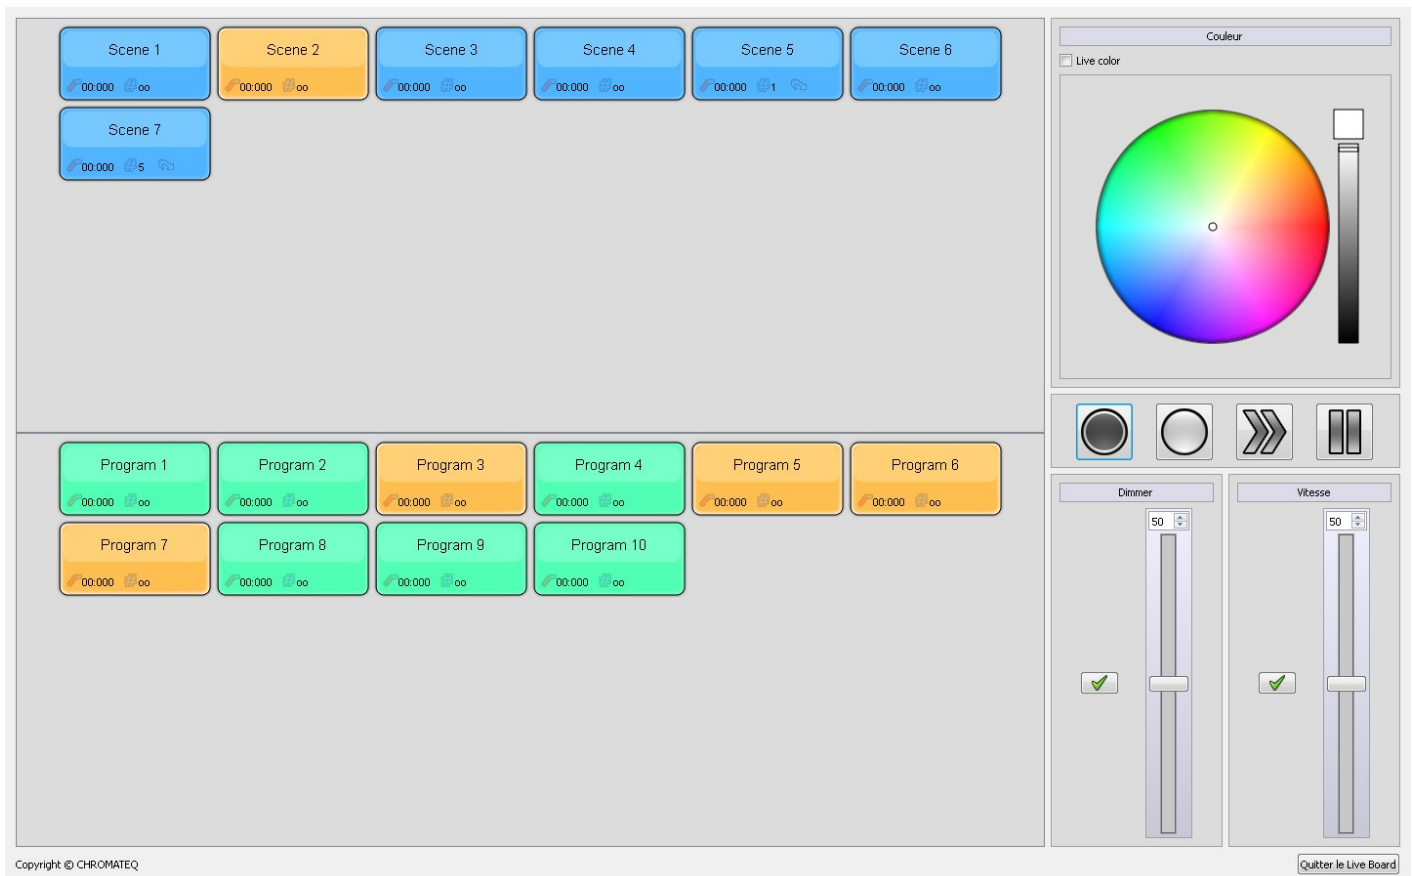 Scene 1
00:000 oo
Scene 2
00:000 oo
Scene 3
00:000 oo
Scene 4
00:000 oo
Scene 5
00:000 1
Scene 6
00:000 oo
Scene 7
00:000 5
Program 1
00:000 oo
Program 2
00:000 oo
Program 3
00:000 oo
Program 4
00:000 oo
Program 5
00:000 oo
Program 6
00:000 oo
Program 7
00:000 oo
Program 8
00:000 oo
Program 9
00:000 oo
Program 10
00:000 oo
Couleur
Live color
Dimmer
50
Vitesse
50
Copyright © CHROMATEQ
Quitter le Live Board